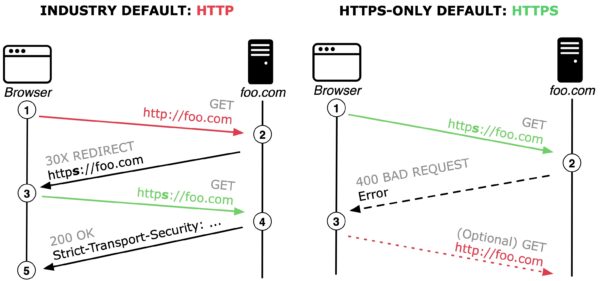 INDUSTRY DEFAULT: HTTP
Browser
foo.com
1
GET
http://foo.com
2
30X REDIRECT
https://foo.com
3
GET
https://foo.com
4
200 OK
Strict-Transport-Security: ...
5
HTTPS-ONLY DEFAULT: HTTPS
Browser
foo.com
1
GET
https://foo.com
2
400 BAD REQUEST
Error
3
(Optional) GET
http://foo.com